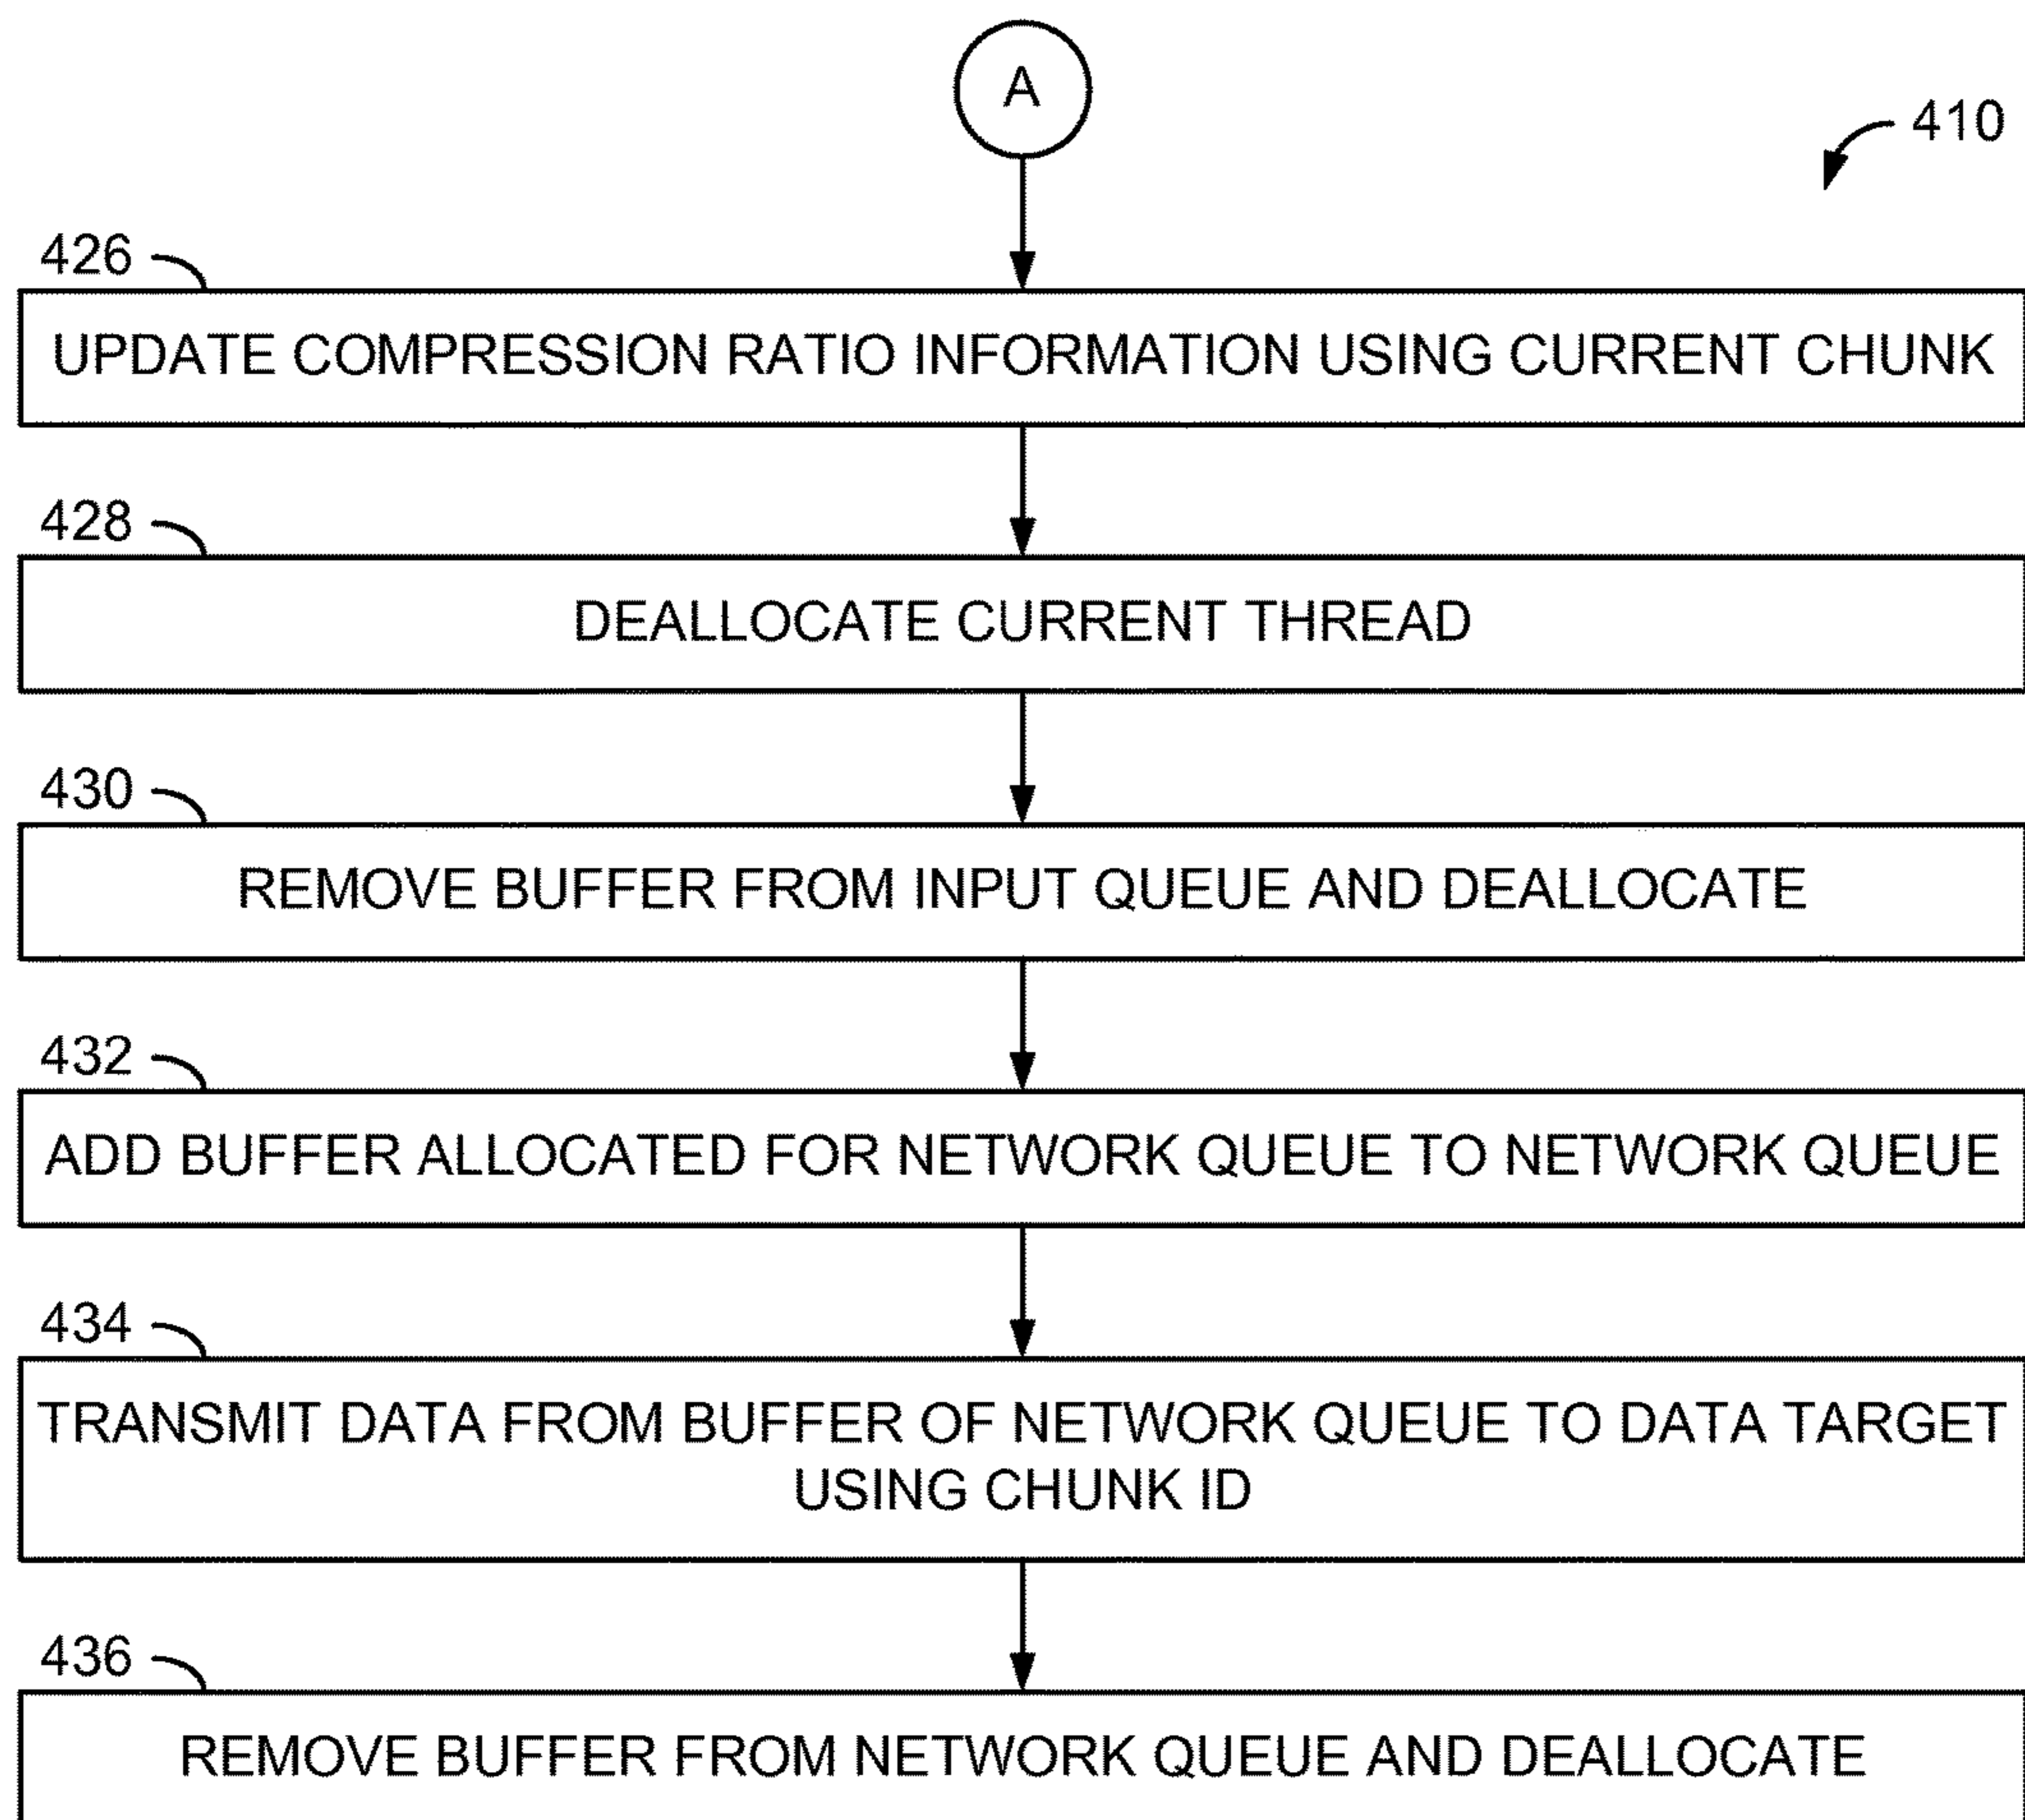 A
410
426
UPDATE COMPRESSION RATIO INFORMATION USING CURRENT CHUNK
428
DEALLOCATE CURRENT THREAD
430
REMOVE BUFFER FROM INPUT QUEUE AND DEALLOCATE
432
ADD BUFFER ALLOCATED FOR NETWORK QUEUE TO NETWORK QUEUE
434
TRANSMIT DATA FROM BUFFER OF NETWORK QUEUE TO DATA TARGET
USING CHUNK ID
436
REMOVE BUFFER FROM NETWORK QUEUE AND DEALLOCATE